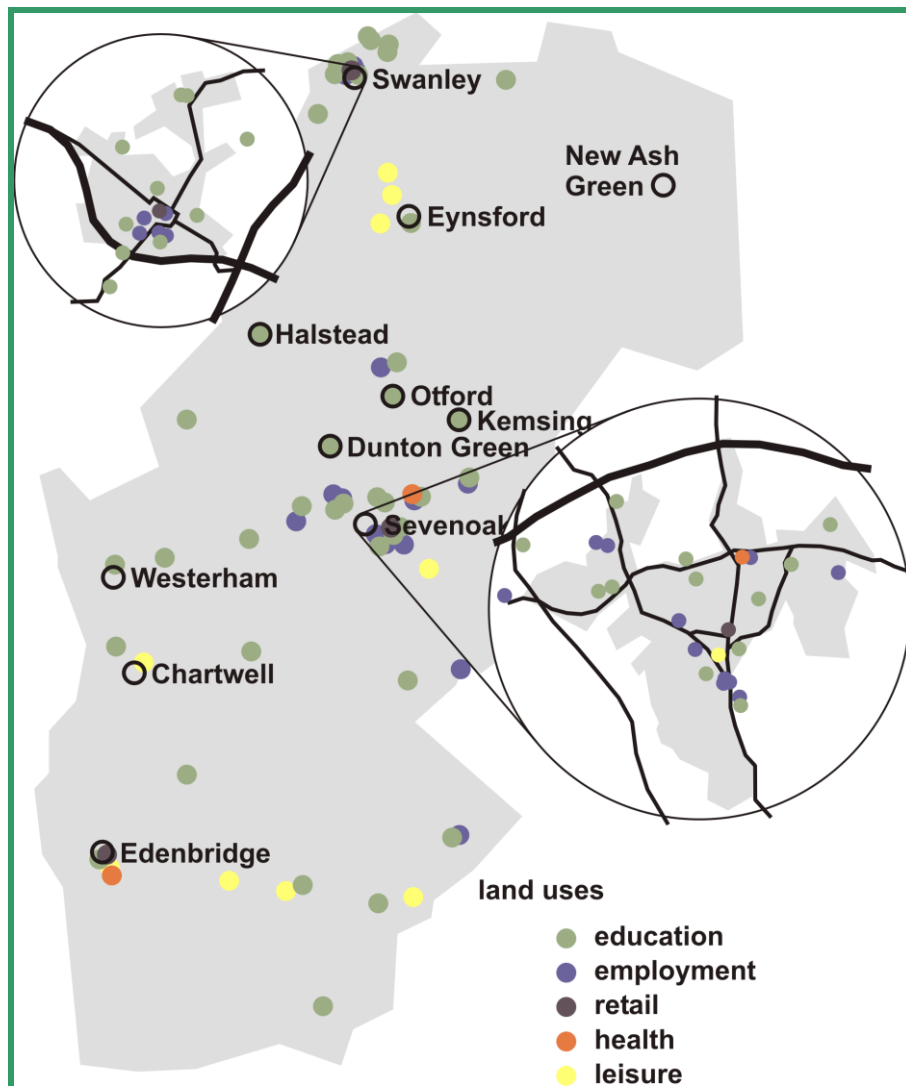 Swanley
New Ash
Green
Eynsford
Halstead
Otford
Kemsing
Dunton Green
Sevenoal
Westerham
Chartwell
Edenbridge
land uses
education
employment
retail
health
leisure